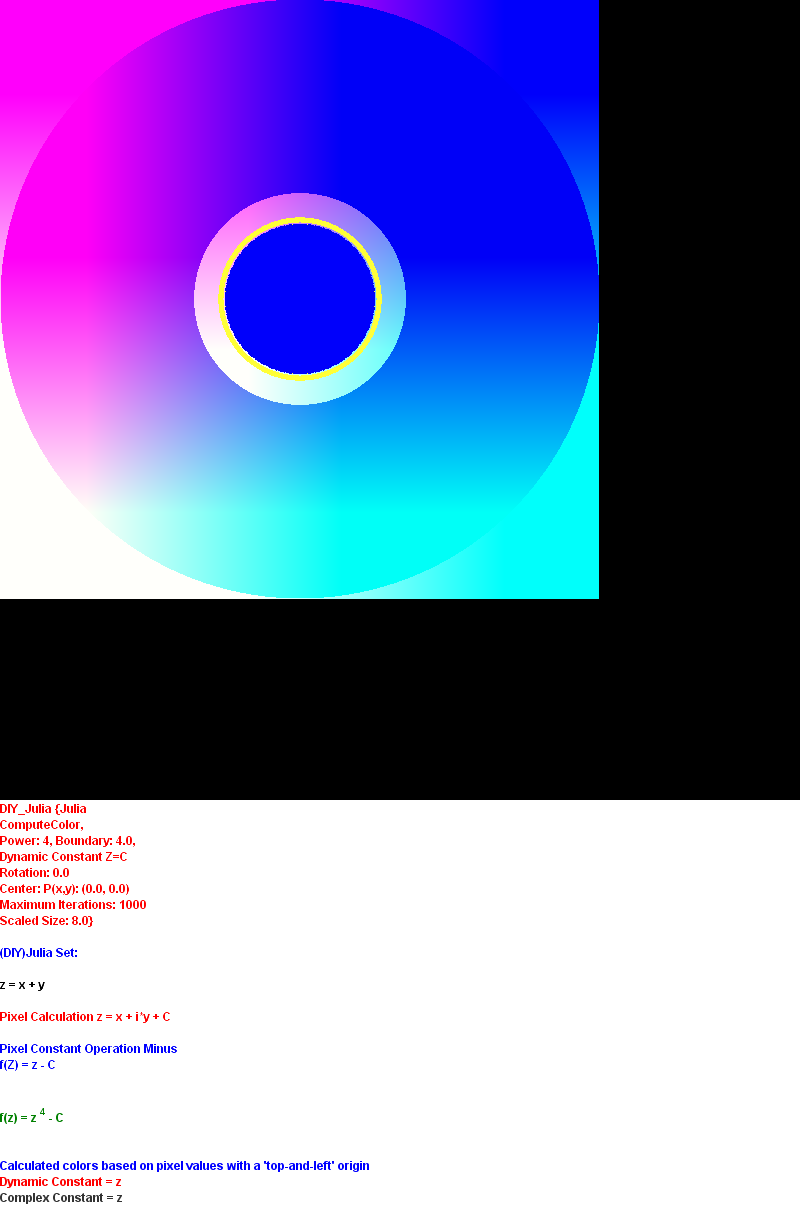 DIY_Julia {Julia
ComputeColor,
Power: 4, Boundary: 4.0,
Dynamic Constant Z=C
Rotation: 0.0
Center: P(x,y): (0.0, 0.0)
Maximum Iterations: 1000
Scaled Size: 8.0}
(DIY)Julia Set:
z = x + y
Pixel Calculation z = x + i*y + C
Pixel Constant Operation Minus
f(Z) = z - C
f(z) = z 4 - C
Calculated colors based on pixel values with a 'top-and-left' origin
Dynamic Constant = z
Complex Constant = z